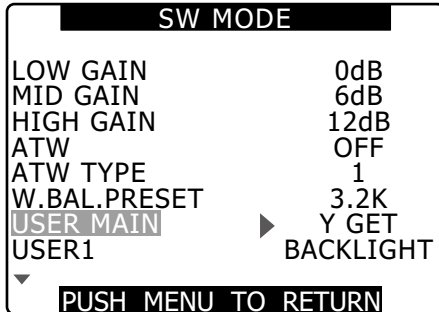 SW MODE
LOW GAIN 0dB
MID GAIN 6dB
HIGH GAIN 12dB
ATW OFF
ATW TYPE 1
W.BAL.PRESET 3.2K
USER MAIN Y GET
USER1 BACKLIGHT
PUSH MENU TO RETURN